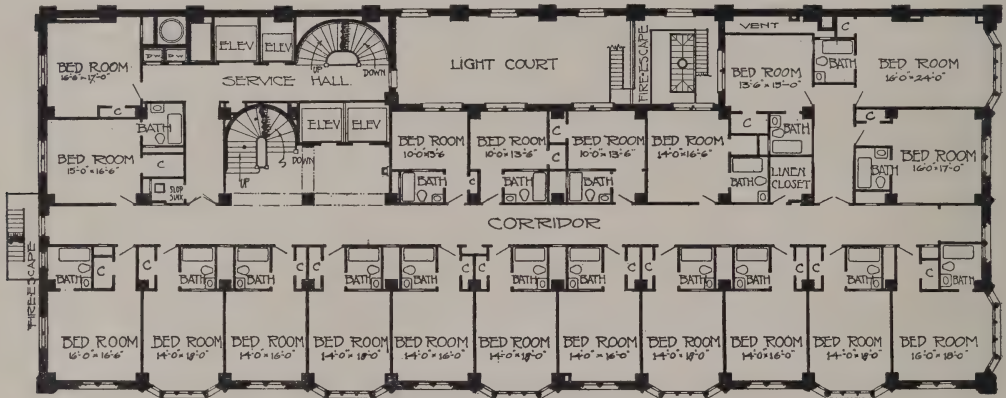 BED ROOM
16'-6"×17'-0"
D.W.
D.W.
ELEV
ELEV
UP
DOWN
SERVICE HALL
LIGHT COURT
FIRE-ESCAPE
VENT
C
BATH
BED ROOM
13'-6"×15'-0"
BED ROOM
16'-0"×24'-0"
C
BATH
BED ROOM
15'-0"×16'-6"
C
SLOP SINK
UP
DOWN
ELEV
ELEV
BED ROOM
10'-0"×13'-6"
BATH
C
BED ROOM
10'-0"×13'-6"
BATH
C
C
BED ROOM
10'-0"×13'-6"
BATH
BED ROOM
14'-0"×16'-6"
C
BATH
BATH
LINEN
CLOSET
C
BATH
BED ROOM
16'-0"×17'-0"
CORRIDOR
FIRE-ESCAPE
BATH
C
C
BATH
BATH
C
C
BATH
BATH
C
C
BATH
BATH
C
C
BATH
BATH
C
C
BATH
C
BATH
BED ROOM
16'-0"×16'-6"
BED ROOM
14'-0"×18'-0"
BED ROOM
14'-0"×16'-0"
BED ROOM
14'-0"×18'-0"
BED ROOM
14'-0"×16'-0"
BED ROOM
14'-0"×18'-0"
BED ROOM
14'-0"×16'-0"
BED ROOM
14'-0"×18'-0"
BED ROOM
14'-0"×16'-0"
BED ROOM
14'-0"×18'-0"
BED ROOM
16'-0"×18'-0"